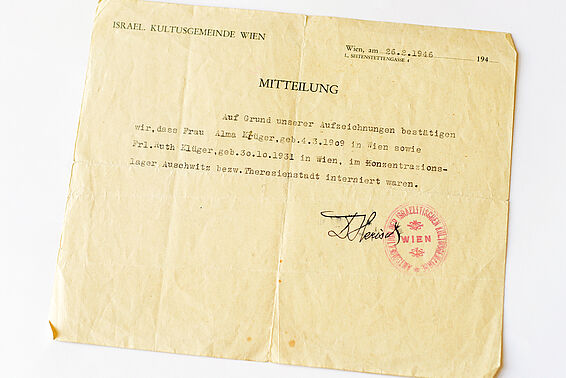 ISRAEL. KULTUSGEMEINDE WIEN
Wien, am 26.2.1946 194
I., SEITENSTETTENGASSE 4
MITTEILUNG
Auf Grund unserer Aufzeichnungen bestätigen
wir, dass Frau Alma Klüger, geb. 4.3.1909 in Wien sowie
Frl. Ruth Klüger, geb. 30.10.1931 in Wien, im Konzentrazions-
lager Auschwitz bezw. Theresienstadt interniert waren.
ISRAELITISCHEN
WIEN